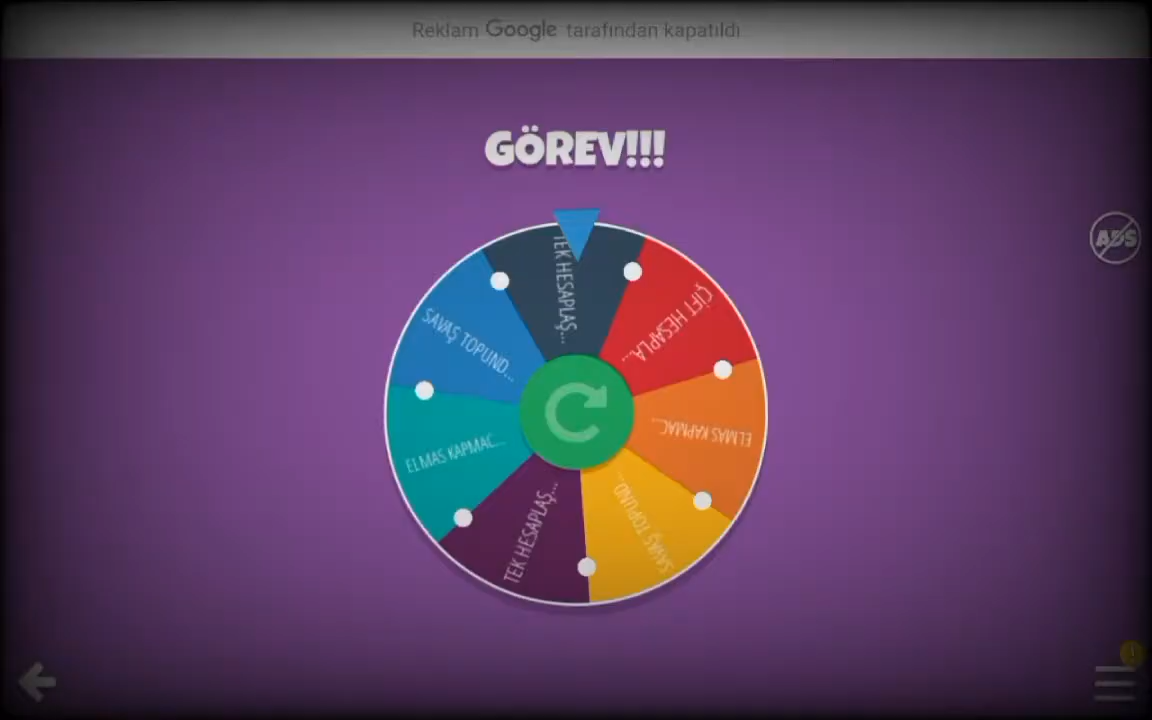 Reklam Google tarafından kapatıldı
GÖREV!!!
ADS
TEK HESAPLAŞ...
ÇİFT HESAPLA...
ELMAS KAPMAC...
SAVAŞ TOPUND...
TEK HESAPLAŞ...
ELMAS KAPMAC...
SAVAŞ TOPUND...